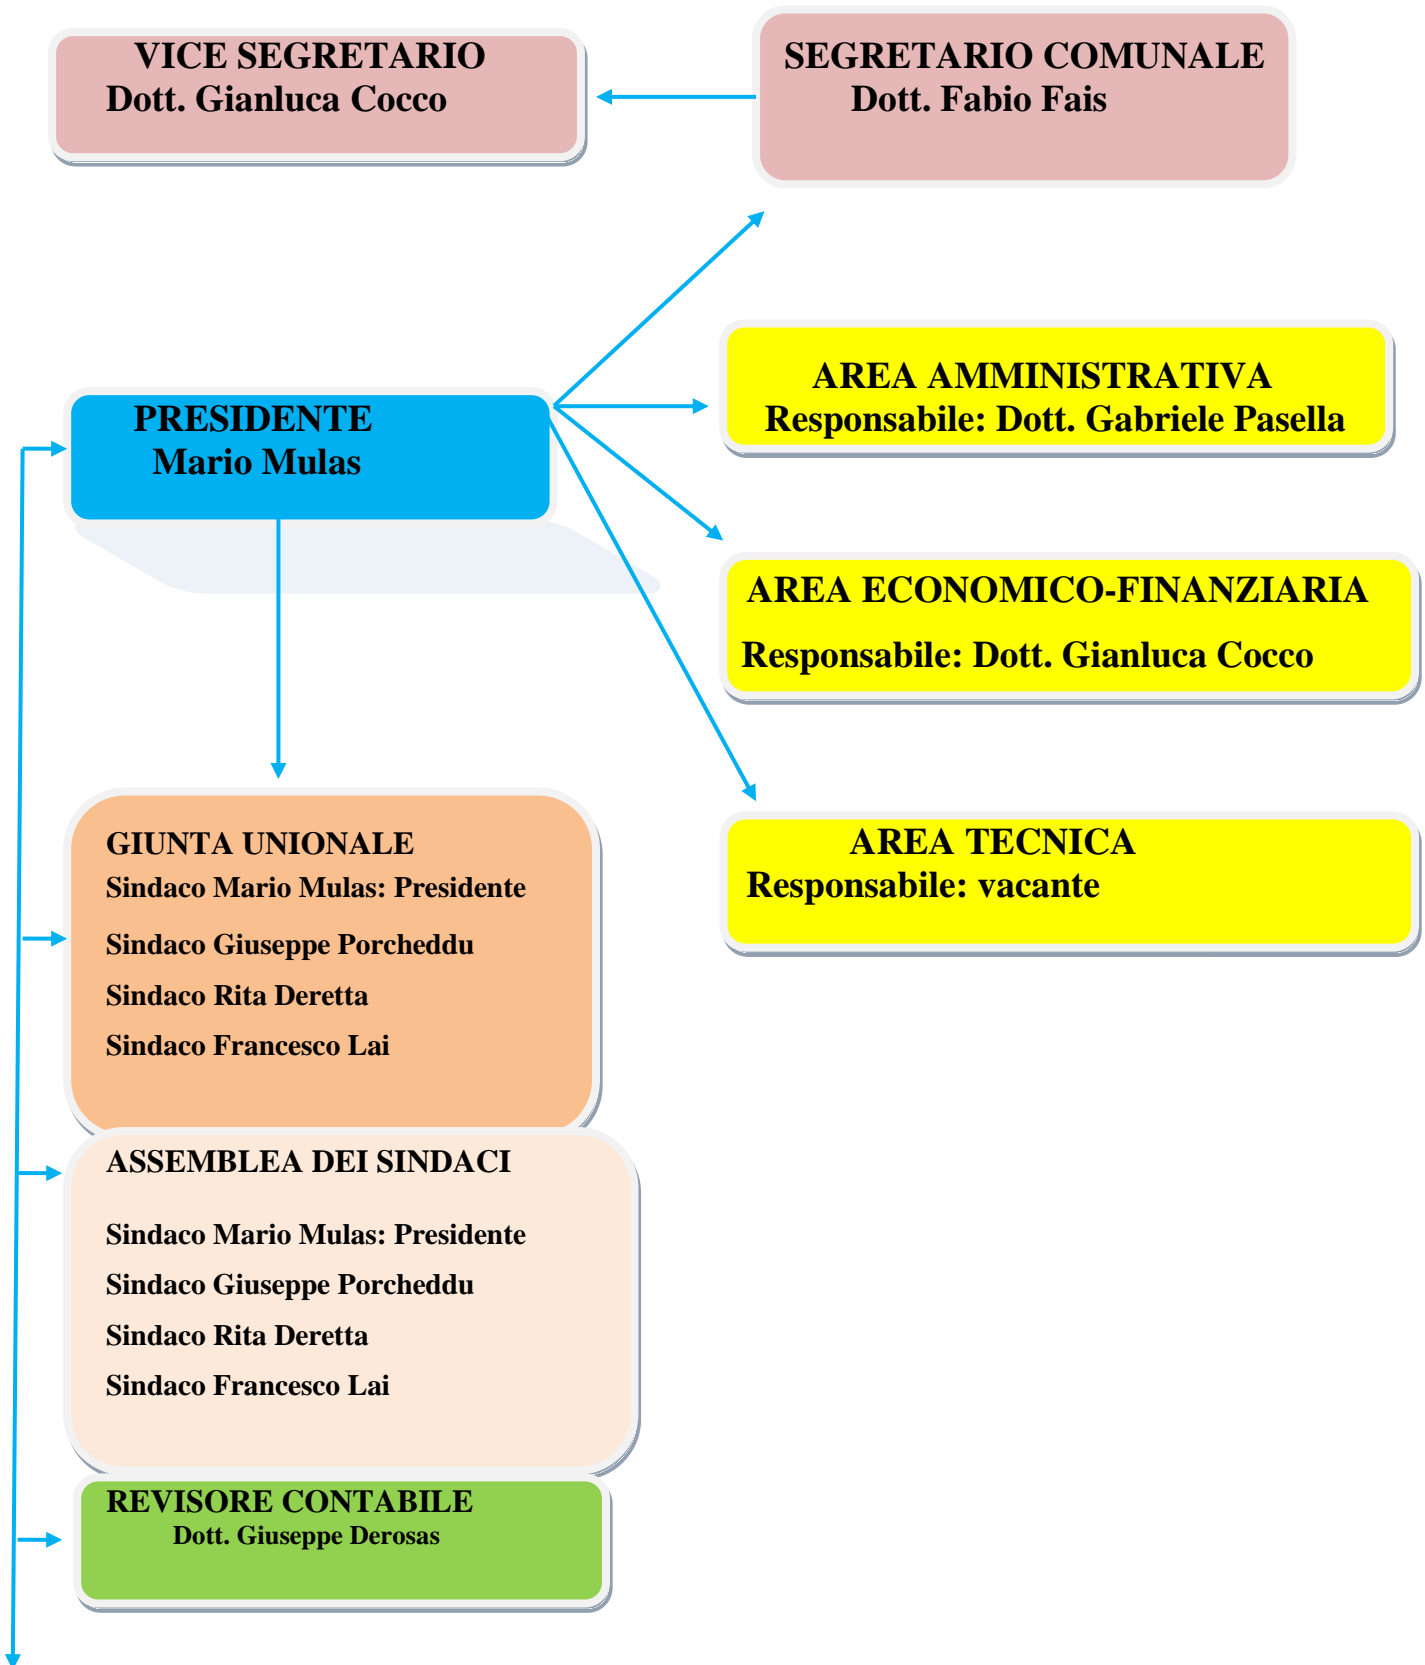 VICE SEGRETARIO
Dott. Gianluca Cocco
SEGRETARIO COMUNALE
Dott. Fabio Fais
AREA AMMINISTRATIVA
Responsabile: Dott. Gabriele Pasella
PRESIDENTE
Mario Mulas
AREA ECONOMICO-FINANZIARIA
Responsabile: Dott. Gianluca Cocco
AREA TECNICA
Responsabile: vacante
GIUNTA UNIONALE
Sindaco Mario Mulas: Presidente
Sindaco Giuseppe Porcheddu
Sindaco Rita Deretta
Sindaco Francesco Lai
ASSEMBLEA DEI SINDACI
Sindaco Mario Mulas: Presidente
Sindaco Giuseppe Porcheddu
Sindaco Rita Deretta
Sindaco Francesco Lai
REVISORE CONTABILE
Dott. Giuseppe Derosas